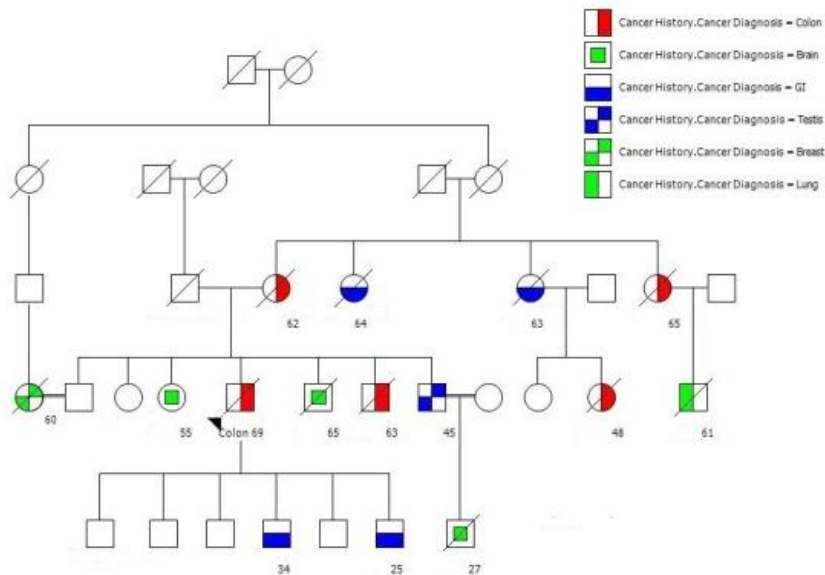 Cancer History.Cancer Diagnosis = Colon
Cancer History.Cancer Diagnosis = Brain
Cancer History.Cancer Diagnosis = GI
Cancer History.Cancer Diagnosis = Testis
Cancer History.Cancer Diagnosis = Breast
Cancer History.Cancer Diagnosis = Lung
62
64
63
65
60
55
Colon 69
65
63
45
48
61
34
25
27